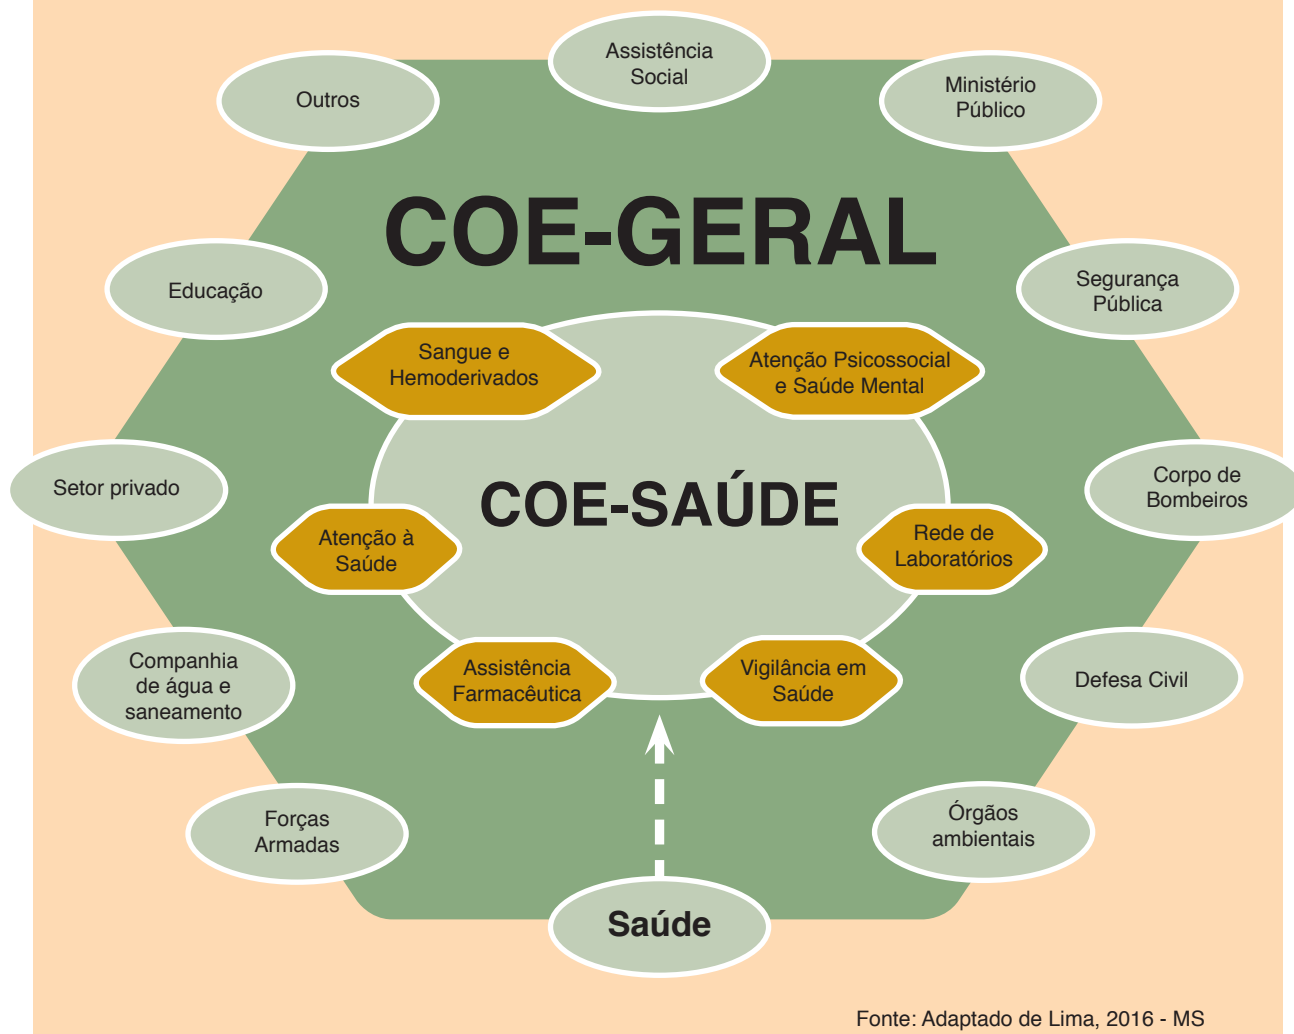 Assistência
Social
Outros
Ministério
Público
COE-GERAL
Educação
Segurança
Pública
Sangue e
Hemoderivados
Atenção Psicossocial
e Saúde Mental
Setor privado
COE-SAÚDE
Corpo de
Bombeiros
Atenção à
Saúde
Rede de
Laboratórios
Companhia
de água e
saneamento
Assistência
Farmacêutica
Vigilância em
Saúde
Defesa Civil
Forças
Armadas
Órgãos
ambientais
Saúde
Fonte: Adaptado de Lima, 2016 - MS